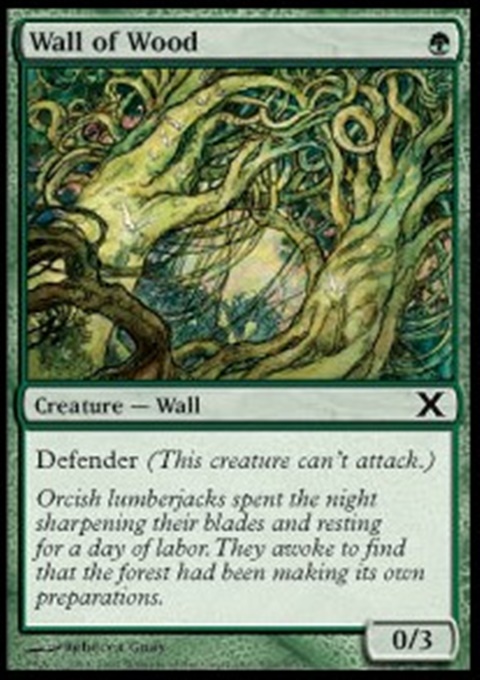 Wall of Wood
Creature — Wall
X
Defender (This creature can't attack.)
Orcish lumberjacks spent the night
sharpening their blades and resting
for a day of labor. They awoke to find
that the forest had been making its own
preparations.
0/3
Rebecca Guay